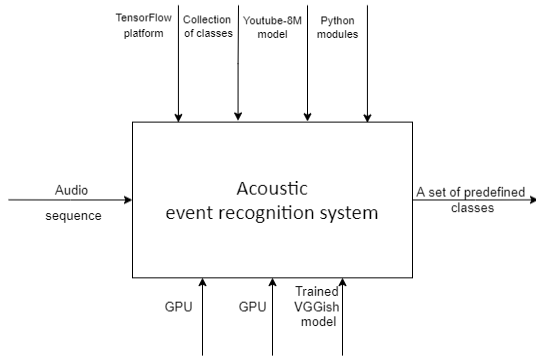 TensorFlow
platform
Collection
of classes
Youtube-8M
model
Python
modules
Audio
sequence
Acoustic
event recognition system
A set of predefined
classes
GPU
GPU
Trained
VGGish
model